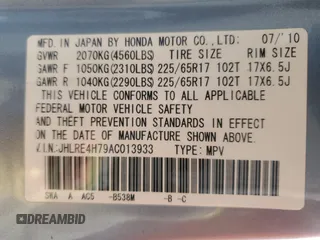 MFD. IN JAPAN BY HONDA MOTOR CO., LTD: 07/'10
GVWR 2070KG(4560LBS) TIRE SIZE RIM SIZE
GAWR F 1050KG(2310LBS) 225/65R17 102T 17X6.5J
GAWR R 1040KG(2290LBS) 225/65R17 102T 17X6.5J
THIS VEHICLE CONFORMS TO ALL APPLICABLE
FEDERAL MOTOR VEHICLE SAFETY
AND THEFT PREVENTION STANDARDS IN EFFECT ON THE
DATE OF MANUFACTURE SHOWN ABOVE.
V.I.N:JHLRE4H79AC013933 TYPE: MPV
SWA A AC5 -B538M -B -C
DREAMBID